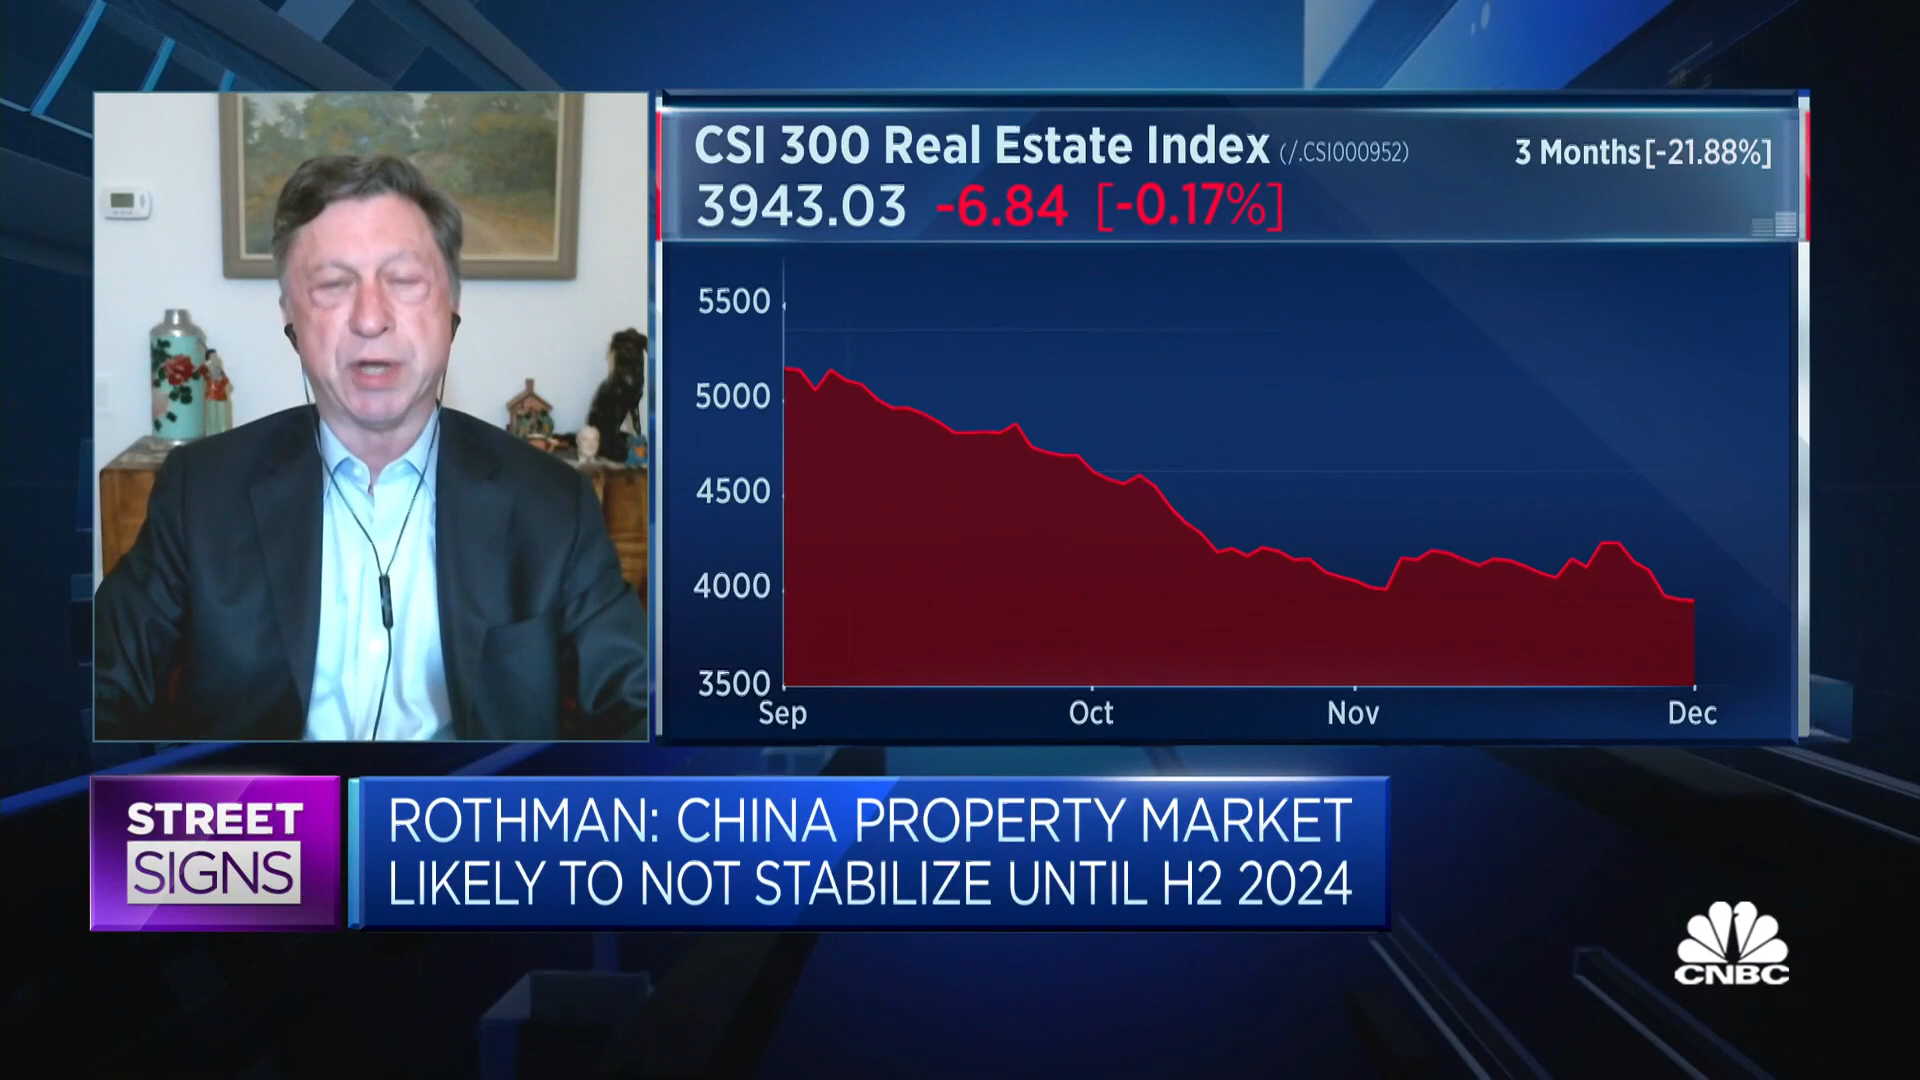 CSI 300 Real Estate Index (/.CSI000952)
3 Months [-21.88%]
3943.03 -6.84 [-0.17%]
5500
5000
4500
4000
3500
Sep Oct Nov Dec
STREET
SIGNS
ROTHMAN: CHINA PROPERTY MARKET
LIKELY TO NOT STABILIZE UNTIL H2 2024
CNBC